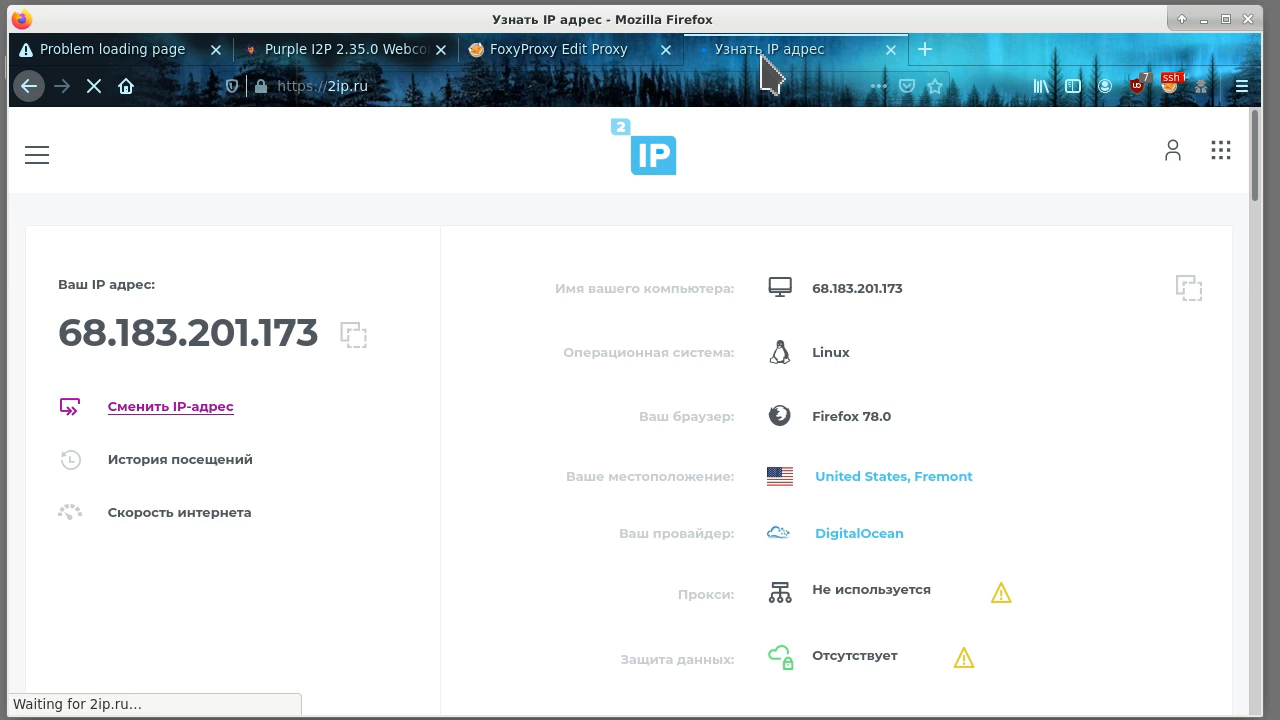 Узнать IP адрес - Mozilla Firefox
Problem loading page
Purple I2P 2.35.0 Webco
FoxyProxy Edit Proxy
Узнать IP адрес
https://2ip.ru
7
ssh
2
IP
Ваш IP адрес:
68.183.201.173
Сменить IP-адрес
История посещений
Скорость интернета
Имя вашего компьютера: 68.183.201.173
Операционная система: Linux
Ваш браузер: Firefox 78.0
Ваше местоположение: United States, Fremont
Ваш провайдер: DigitalOcean
Прокси: Не используется
Защита данных: Отсутствует
Waiting for 2ip.ru…